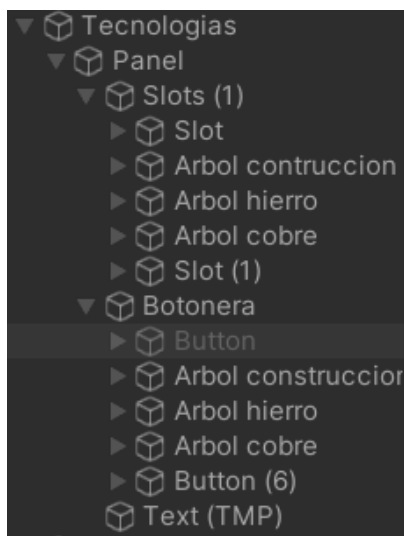 Tecnologias
Panel
Slots (1)
Slot
Arbol contruccion
Arbol hierro
Arbol cobre
Slot (1)
Botonera
Button
Arbol construccion
Arbol hierro
Arbol cobre
Button (6)
Text (TMP)